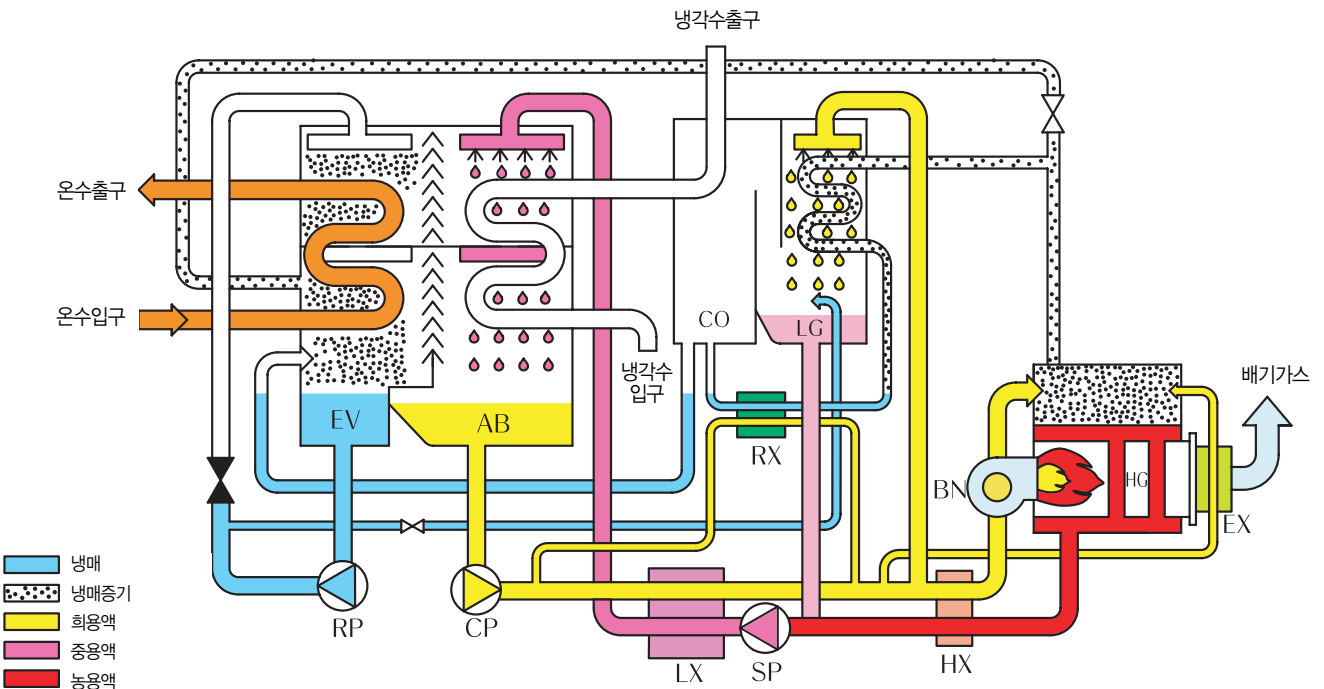 냉각수출구
온수출구
온수입구
CO
LG
냉각수
입구
배기가스
EV
AB
RX
BN
HG
EX
냉매
냉매증기
희용액
중용액
농용액
RP
CP
LX
SP
HX